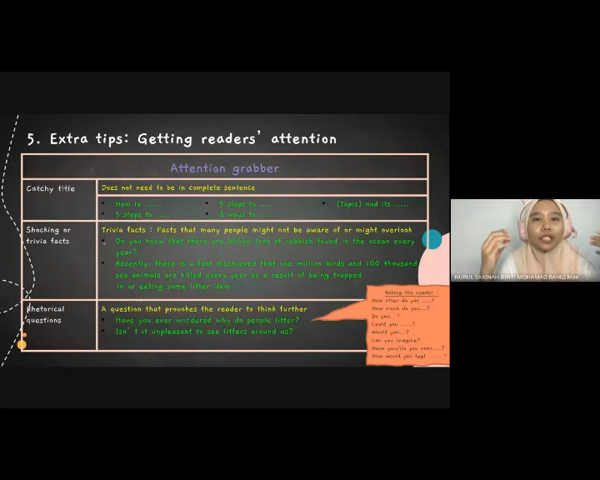 5. Extra tips: Getting readers' attention
Attention grabber
Catchy title
Does not need to be in complete sentence
How to ......
5 steps to ......
(Topic) and its .....
5 steps to ......
5 ways to ....
Shocking or
trivia facts
Trivia facts : Facts that many people might not be aware of or might overlook
Do you know that there are billion tons of rubbish found in the ocean every
year?
Recently, there is a fact discovered that one million birds and 100 thousand
sea animals are killed every year as a result of being trapped
in or eating some litter item
Rhetorical
questions
A question that provokes the reader to think further
Have you ever wondered why do people litter?
Isn't it unpleasant to see litters around us?
Asking the reader :
How often do you .....?
How much do you....?
Do you...?
Could you .....?
Would you....?
Can you imagine?
Have you/Do you ever.....?
How would you feel .....?
NURUL SAKINAH BINTI MOHAMAD RAMLI Moe